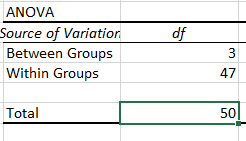 ANOVA
Source of Variation df
Between Groups 3
Within Groups 47
Total 50